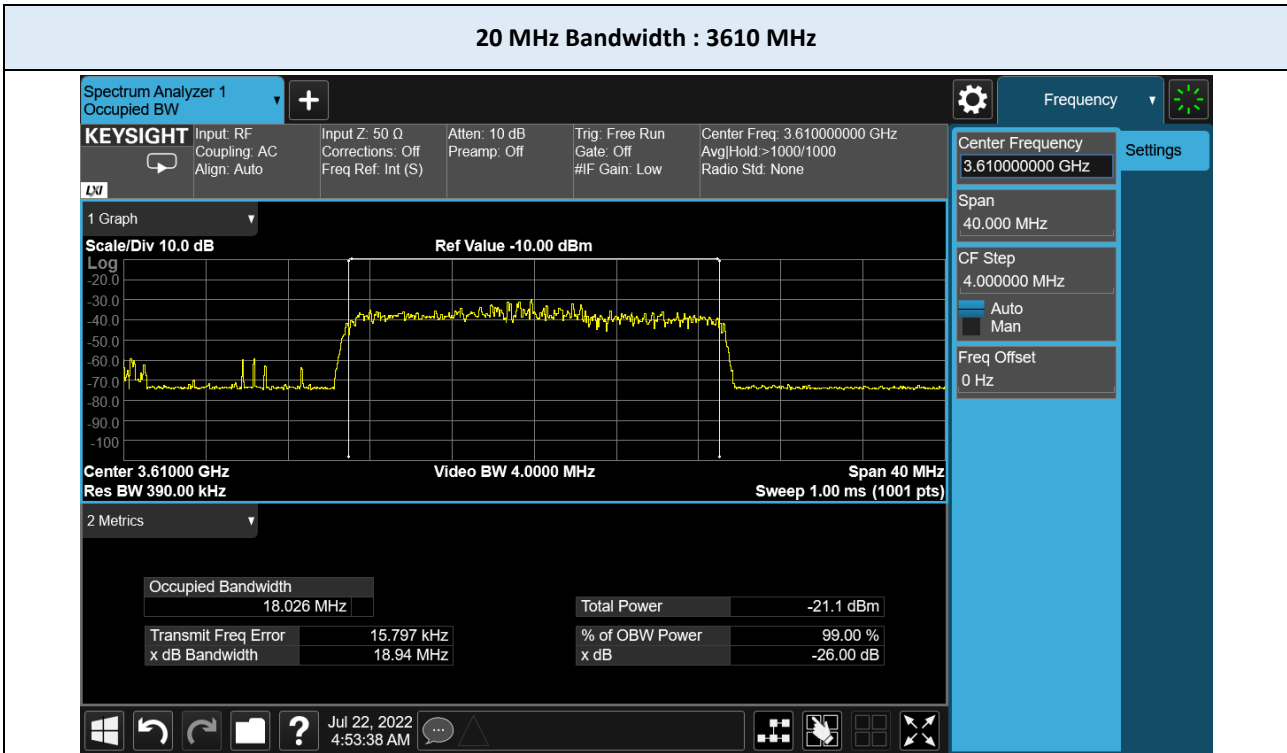 20 MHz Bandwidth : 3610 MHz
Spectrum Analyzer 1
Occupied BW
+
Frequency
KEYSIGHT
LXI
Input: RF
Coupling: AC
Align: Auto
Input Z: 50 Ω
Corrections: Off
Freq Ref: Int (S)
Atten: 10 dB
Preamp: Off
Trig: Free Run
Gate: Off
#IF Gain: Low
Center Freq: 3.610000000 GHz
Avg|Hold:>1000/1000
Radio Std: None
Center Frequency
3.610000000 GHz
Settings
Span
40.000 MHz
CF Step
4.000000 MHz
Auto
Man
Freq Offset
0 Hz
1 Graph
Scale/Div 10.0 dB
Ref Value -10.00 dBm
Log
-20.0
-30.0
-40.0
-50.0
-60.0
-70.0
-80.0
-90.0
-100
Center 3.61000 GHz
Video BW 4.0000 MHz
Span 40 MHz
Res BW 390.00 kHz
Sweep 1.00 ms (1001 pts)
2 Metrics
Occupied Bandwidth
18.026 MHz
Total Power -21.1 dBm
Transmit Freq Error 15.797 kHz
% of OBW Power 99.00 %
x dB Bandwidth 18.94 MHz
x dB -26.00 dB
?
Jul 22, 2022
4:53:38 AM